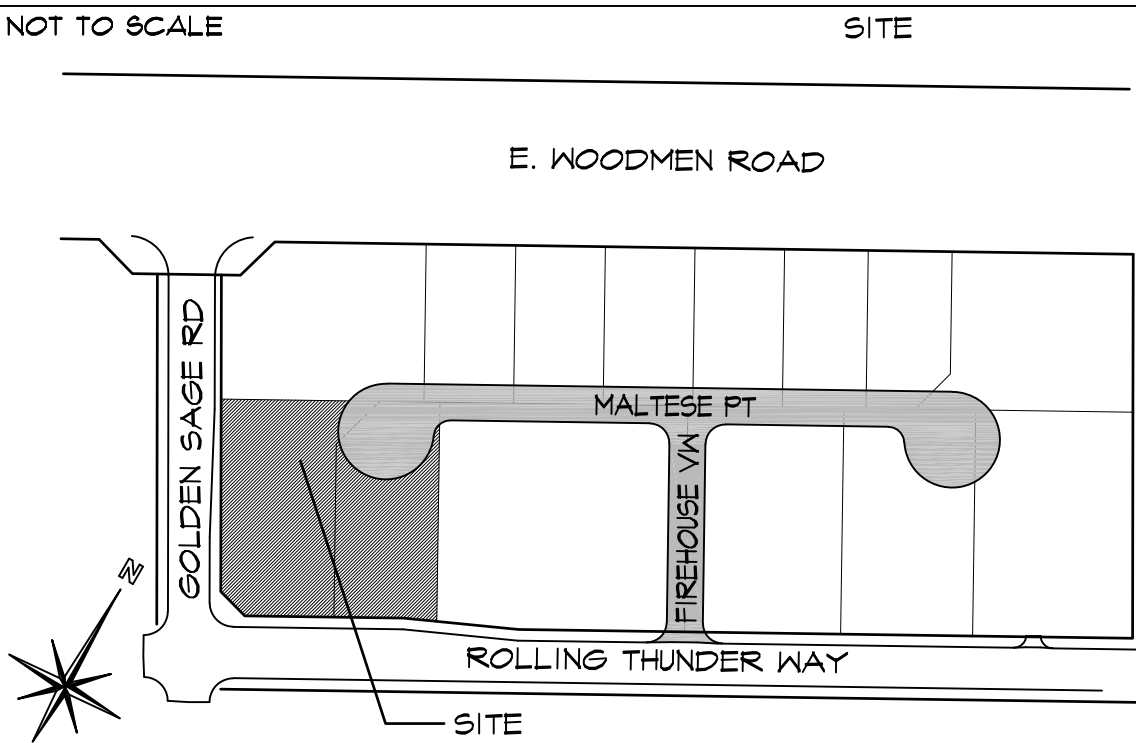 NOT TO SCALE
SITE
E. WOODMEN ROAD
GOLDEN SAGE RD
MALTESE PT
FIREHOUSE VW
N
ROLLING THUNDER WAY
SITE